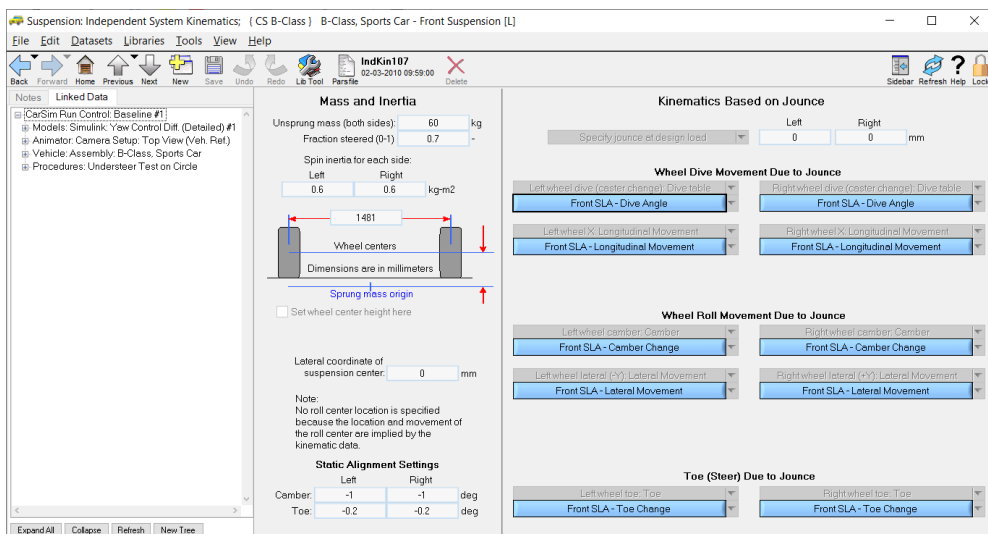 Suspension: Independent System Kinematics; { CS B-Class } B-Class, Sports Car - Front Suspension [L]
File Edit Datasets Libraries Tools View Help
Back Forward Home Previous Next New Save Undo Redo Lib Tool Parsfile IndKin107 02-03-2010 09:59:00 Delete Sidebar Refresh Help Lock
Notes Linked Data
CarSim Run Control: Baseline #1
Models: Simulink: Yaw Control Diff. (Detailed) #1
Animator: Camera Setup: Top View (Veh. Ref.)
Vehicle: Assembly: B-Class, Sports Car
Procedures: Understeer Test on Circle
Expand All Collapse Refresh New Tree
Mass and Inertia
Unsprung mass (both sides): 60 kg
Fraction steered (0-1) 0.7 -
Spin inertia for each side:
Left Right
0.6 0.6 kg-m2
1481
Wheel centers
Dimensions are in millimeters
Sprung mass origin
Set wheel center height here
Lateral coordinate of
suspension center: 0 mm
Note:
No roll center location is specified
because the location and movement of
the roll center are implied by the
kinematic data.
Static Alignment Settings
Left Right
Camber: -1 -1 deg
Toe: -0.2 -0.2 deg
Kinematics Based on Jounce
Left Right
Specify jounce at design load 0 0 mm
Wheel Dive Movement Due to Jounce
Left wheel dive (caster change): Dive table Right wheel dive (caster change): Dive table
Front SLA - Dive Angle Front SLA - Dive Angle
Left wheel X: Longitudinal Movement Right wheel X: Longitudinal Movement
Front SLA - Longitudinal Movement Front SLA - Longitudinal Movement
Wheel Roll Movement Due to Jounce
Left wheel camber: Camber Right wheel camber: Camber
Front SLA - Camber Change Front SLA - Camber Change
Left wheel lateral (-Y): Lateral Movement Right wheel lateral (+Y): Lateral Movement
Front SLA - Lateral Movement Front SLA - Lateral Movement
Toe (Steer) Due to Jounce
Left wheel toe: Toe Right wheel toe: Toe
Front SLA - Toe Change Front SLA - Toe Change